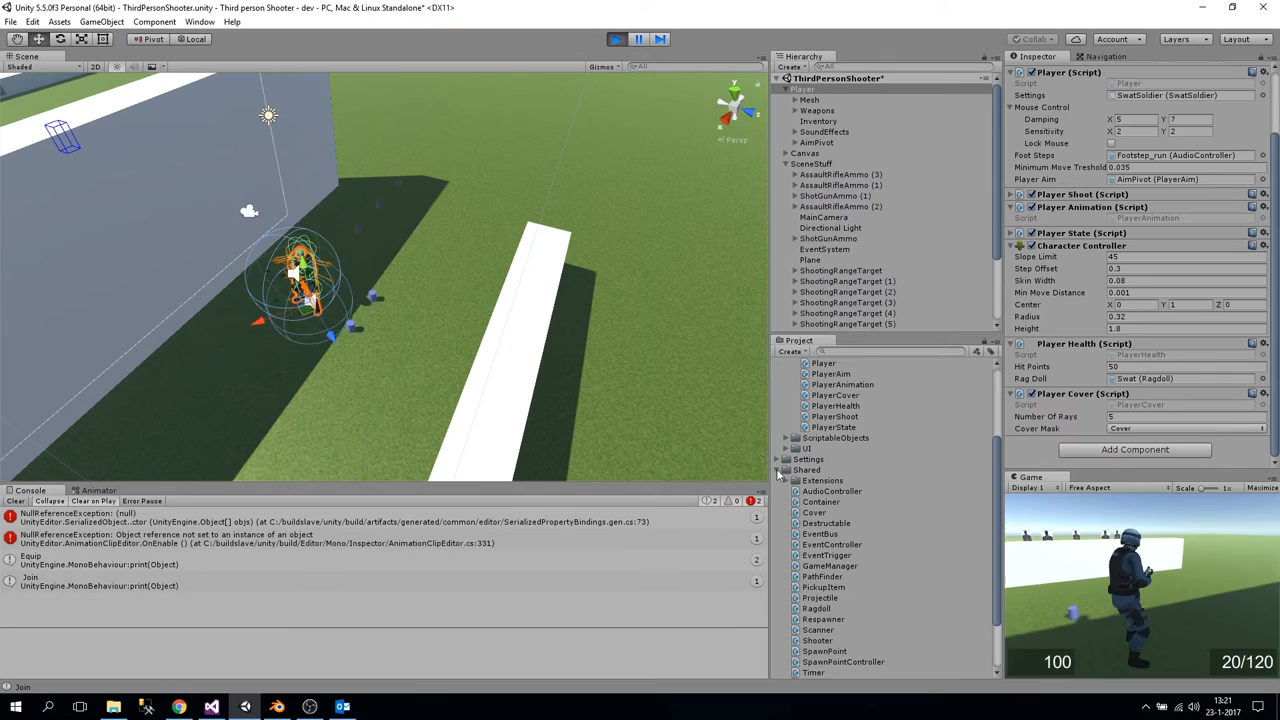 Unity 5.5.0f3 Personal (64bit) - ThirdPersonShooter.unity - Third person Shooter - dev - PC, Mac & Linux Standalone* <DX11>
File Edit Assets GameObject Component Window Help
Pivot Local Collab Account Layers Layout
Scene
Shaded 2D Gizmos All
y
x
z
Persp
Hierarchy
Create All
ThirdPersonShooter*
Player
Mesh
Weapons
Inventory
SoundEffects
AimPivot
Canvas
SceneStuff
AssaultRifleAmmo (3)
AssaultRifleAmmo (1)
ShotGunAmmo (1)
AssaultRifleAmmo (2)
MainCamera
Directional Light
ShotGunAmmo
EventSystem
Plane
ShootingRangeTarget
ShootingRangeTarget (1)
ShootingRangeTarget (2)
ShootingRangeTarget (3)
ShootingRangeTarget (4)
ShootingRangeTarget (5)
Project
Create
Player
PlayerAim
PlayerAnimation
PlayerCover
PlayerHealth
PlayerShoot
PlayerState
ScriptableObjects
UI
Settings
Shared
Extensions
AudioController
Container
Cover
Destructable
EventBus
EventController
EventTrigger
GameManager
PathFinder
PickupItem
Projectile
Ragdoll
Respawner
Scanner
Shooter
SpawnPoint
SpawnPointController
Timer
Inspector Navigation
Player (Script)
Script Player
Settings SwatSoldier (SwatSoldier)
Mouse Control
Damping X 5 Y 7
Sensitivity X 2 Y 2
Lock Mouse
Foot Steps Footstep_run (AudioController)
Minimum Move Treshold 0.035
Player Aim AimPivot (PlayerAim)
Player Shoot (Script)
Player Animation (Script)
Script PlayerAnimation
Player State (Script)
Character Controller
Slope Limit 45
Step Offset 0.3
Skin Width 0.08
Min Move Distance 0.001
Center X 0 Y 1 Z 0
Radius 0.32
Height 1.8
Player Health (Script)
Script PlayerHealth
Hit Points 50
Rag Doll Swat (Ragdoll)
Player Cover (Script)
Script PlayerCover
Number Of Rays 5
Cover Mask Cover
Add Component
Game
Display 1 Free Aspect Scale 1x Maximize
100 20/120
Console Animator
Clear Collapse Clear on Play Error Pause 2 0 2
NullReferenceException: (null)
UnityEditor.SerializedObject..ctor (UnityEngine.Object[] objs) (at C:/buildslave/unity/build/artifacts/generated/common/editor/SerializedPropertyBindings.gen.cs:73) 1
NullReferenceException: Object reference not set to an instance of an object
UnityEditor.AnimationClipEditor.OnEnable () (at C:/buildslave/unity/build/Editor/Mono/Inspector/AnimationClipEditor.cs:331) 1
Equip
UnityEngine.MonoBehaviour:print(Object) 2
Join
UnityEngine.MonoBehaviour:print(Object) 1
Join
13:21
23-1-2017